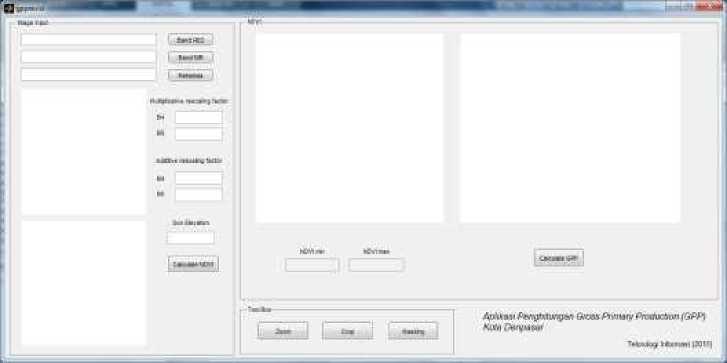 Image Input
Band RED
Band NIR
Metadata
Multiplicative rescaling factor
B4
B5
Additive rescaling factor
B4
B5
Sun Elevation
Calculate NDVI
NDVI
NDVI min
NDVI max
Calculate GPP
Tool Box
Zoom
Crop
Masking
Aplikasi Penghitungan Gross Primary Production (GPP)
Kota Denpasar
Teknologi Informasi (2015)